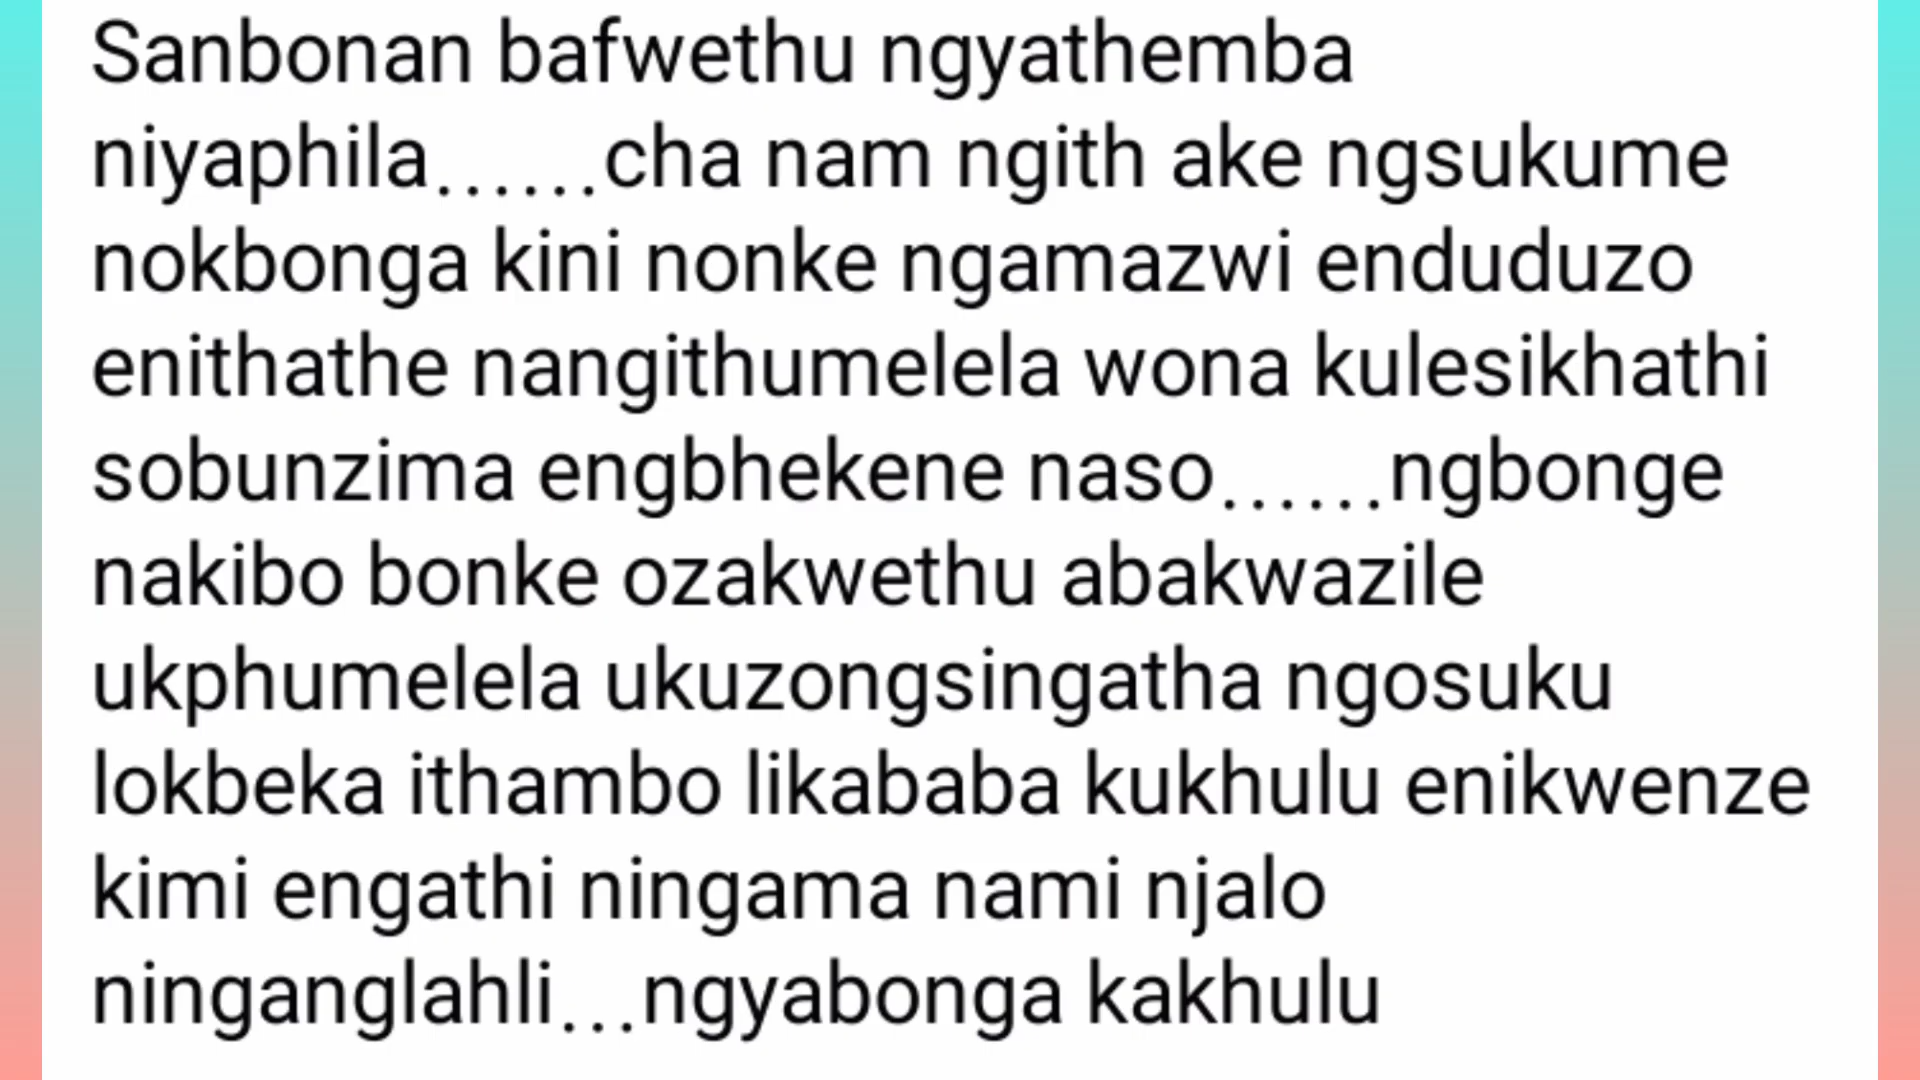 Sanbonan bafwethu ngyathemba
niyaphila......cha nam ngith ake ngsukume
nokbonga kini nonke ngamazwi enduduzo
enithathe nangithumelela wona kulesikhathi
sobunzima engbhekene naso......ngbonge
nakibo bonke ozakwethu abakwazile
ukphumelela ukuzongsingatha ngosuku
lokbeka ithambo likababa kukhulu enikwenze
kimi engathi ningama nami njalo
ninganglahli...ngyabonga kakhulu